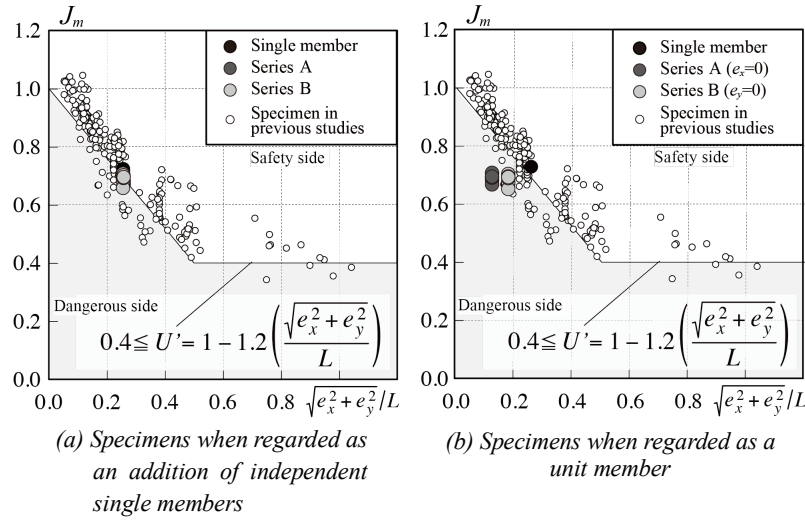 J_m
1.2
1.0
0.8
0.6
0.4
0.2
0.0
0.0 0.2 0.4 0.6 0.8 √e_x^2+e_y^2/L
Single member
Series A
Series B
Specimen in
previous studies
Safety side
Dangerous side
0.4≦ U'= 1 − 1.2 (√e_x^2 + e_y^2 / L)
(a) Specimens when regarded as
an addition of independent
single members
J_m
1.2
1.0
0.8
0.6
0.4
0.2
0.0
0.0 0.2 0.4 0.6 0.8 √e_x^2+e_y^2/L
Single member
Series A (e_x=0)
Series B (e_y=0)
Specimen in
previous studies
Safety side
Dangerous side
0.4≦ U'= 1 − 1.2 (√e_x^2 + e_y^2 / L)
(b) Specimens when regarded as a
unit member